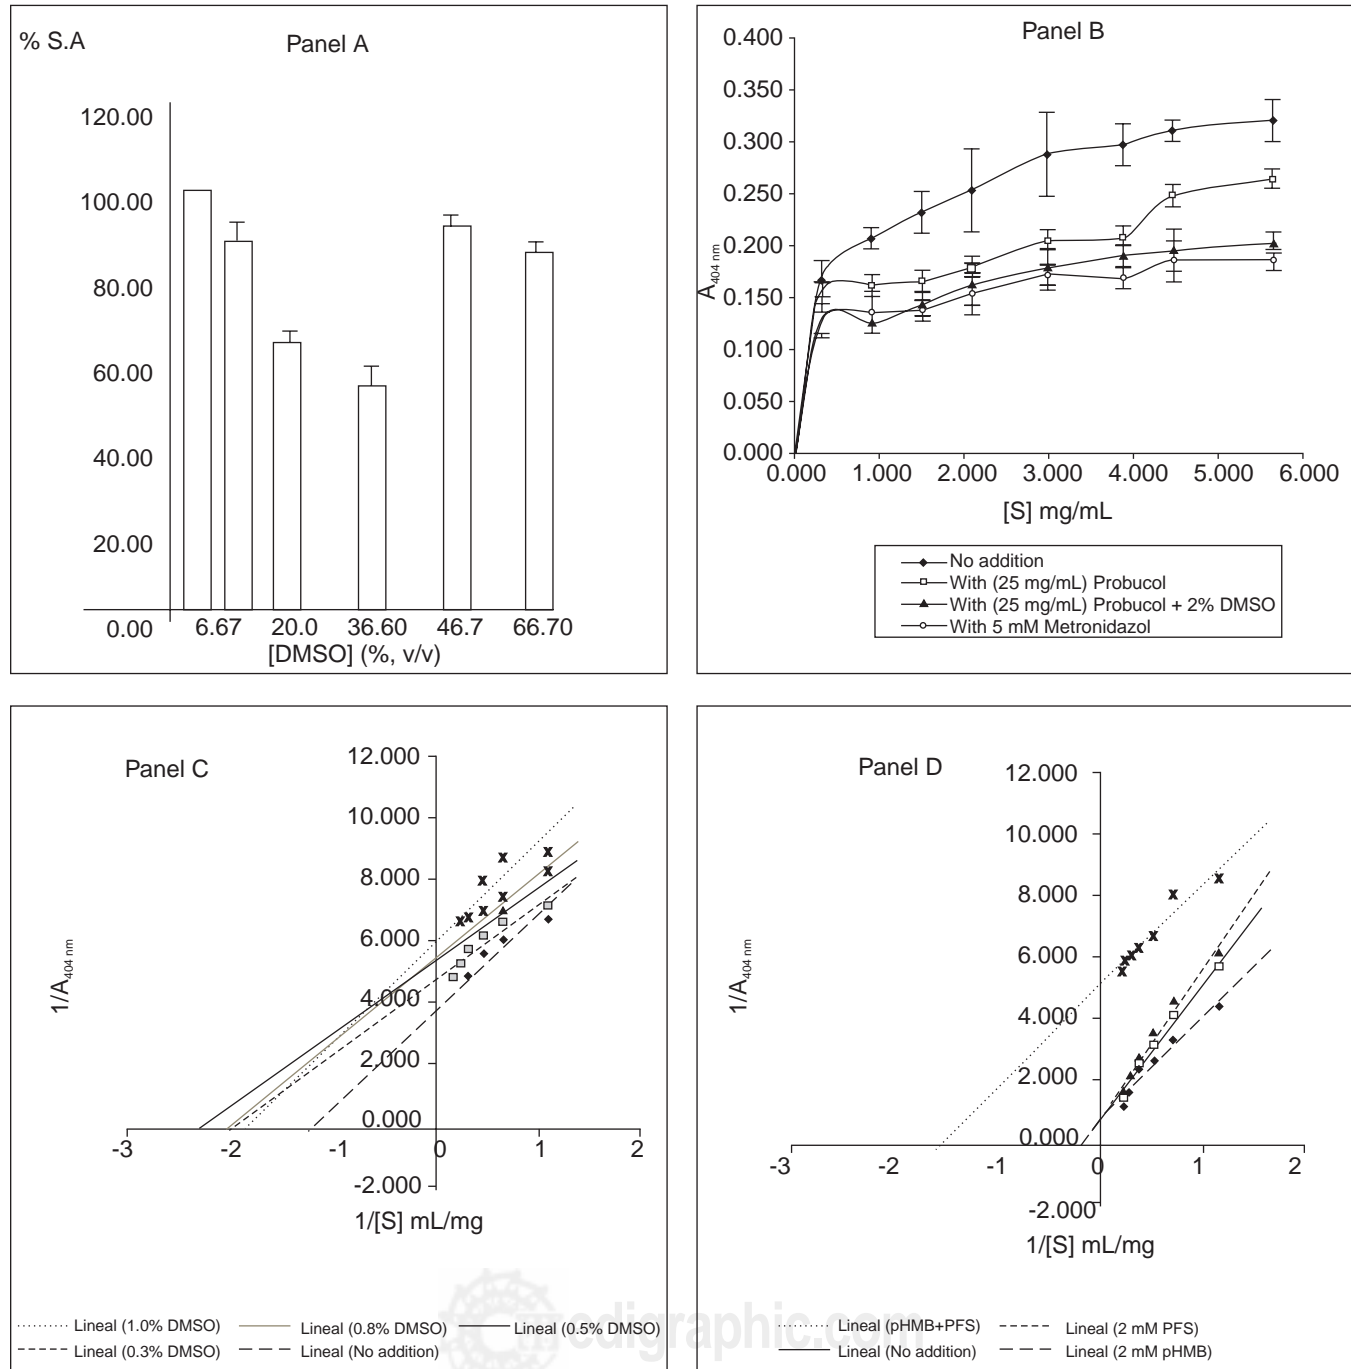 % S.A
Panel A
120.00
100.00
80.00
60.00
40.00
20.00
0.00
6.67 20.0 36.60 46.7 66.70
[DMSO] (%, v/v)
Panel B
0.400
0.350
0.300
0.250
0.200
0.150
0.100
0.050
0.000
A404 nm
0.000 1.000 2.000 3.000 4.000 5.000 6.000
[S] mg/mL
No addition
With (25 mg/mL) Probucol
With (25 mg/mL) Probucol + 2% DMSO
With 5 mM Metronidazol
Panel C
12.000
10.000
8.000
6.000
4.000
2.000
0.000
-2.000
1/A404 nm
-3 -2 -1 0 1 2
1/[S] mL/mg
Lineal (1.0% DMSO) Lineal (0.8% DMSO) Lineal (0.5% DMSO)
Lineal (0.3% DMSO) Lineal (No addition)
Panel D
12.000
10.000
8.000
6.000
4.000
2.000
0.000
-2.000
1/A404 nm
-3 -2 -1 0 1 2
1/[S] mL/mg
Lineal (pHMB+PFS) Lineal (2 mM PFS)
Lineal (No addition) Lineal (2 mM pHMB)
medigraphic.com